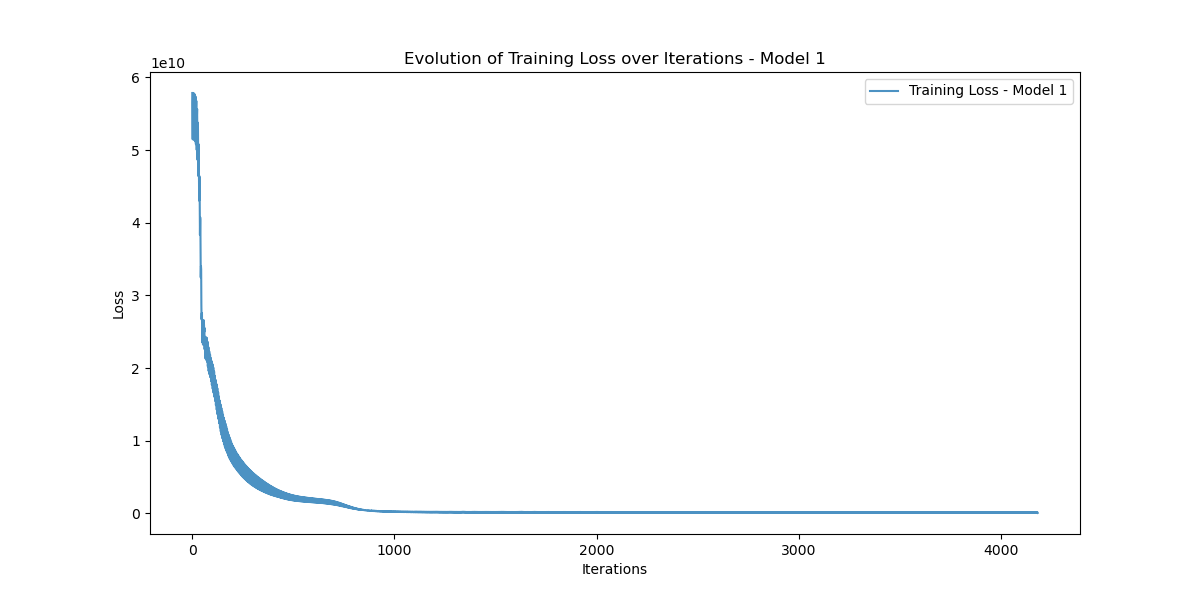 Evolution of Training Loss over Iterations - Model 1
1e10
Training Loss - Model 1
6
5
4
3
2
1
0
Loss
0 1000 2000 3000 4000
Iterations